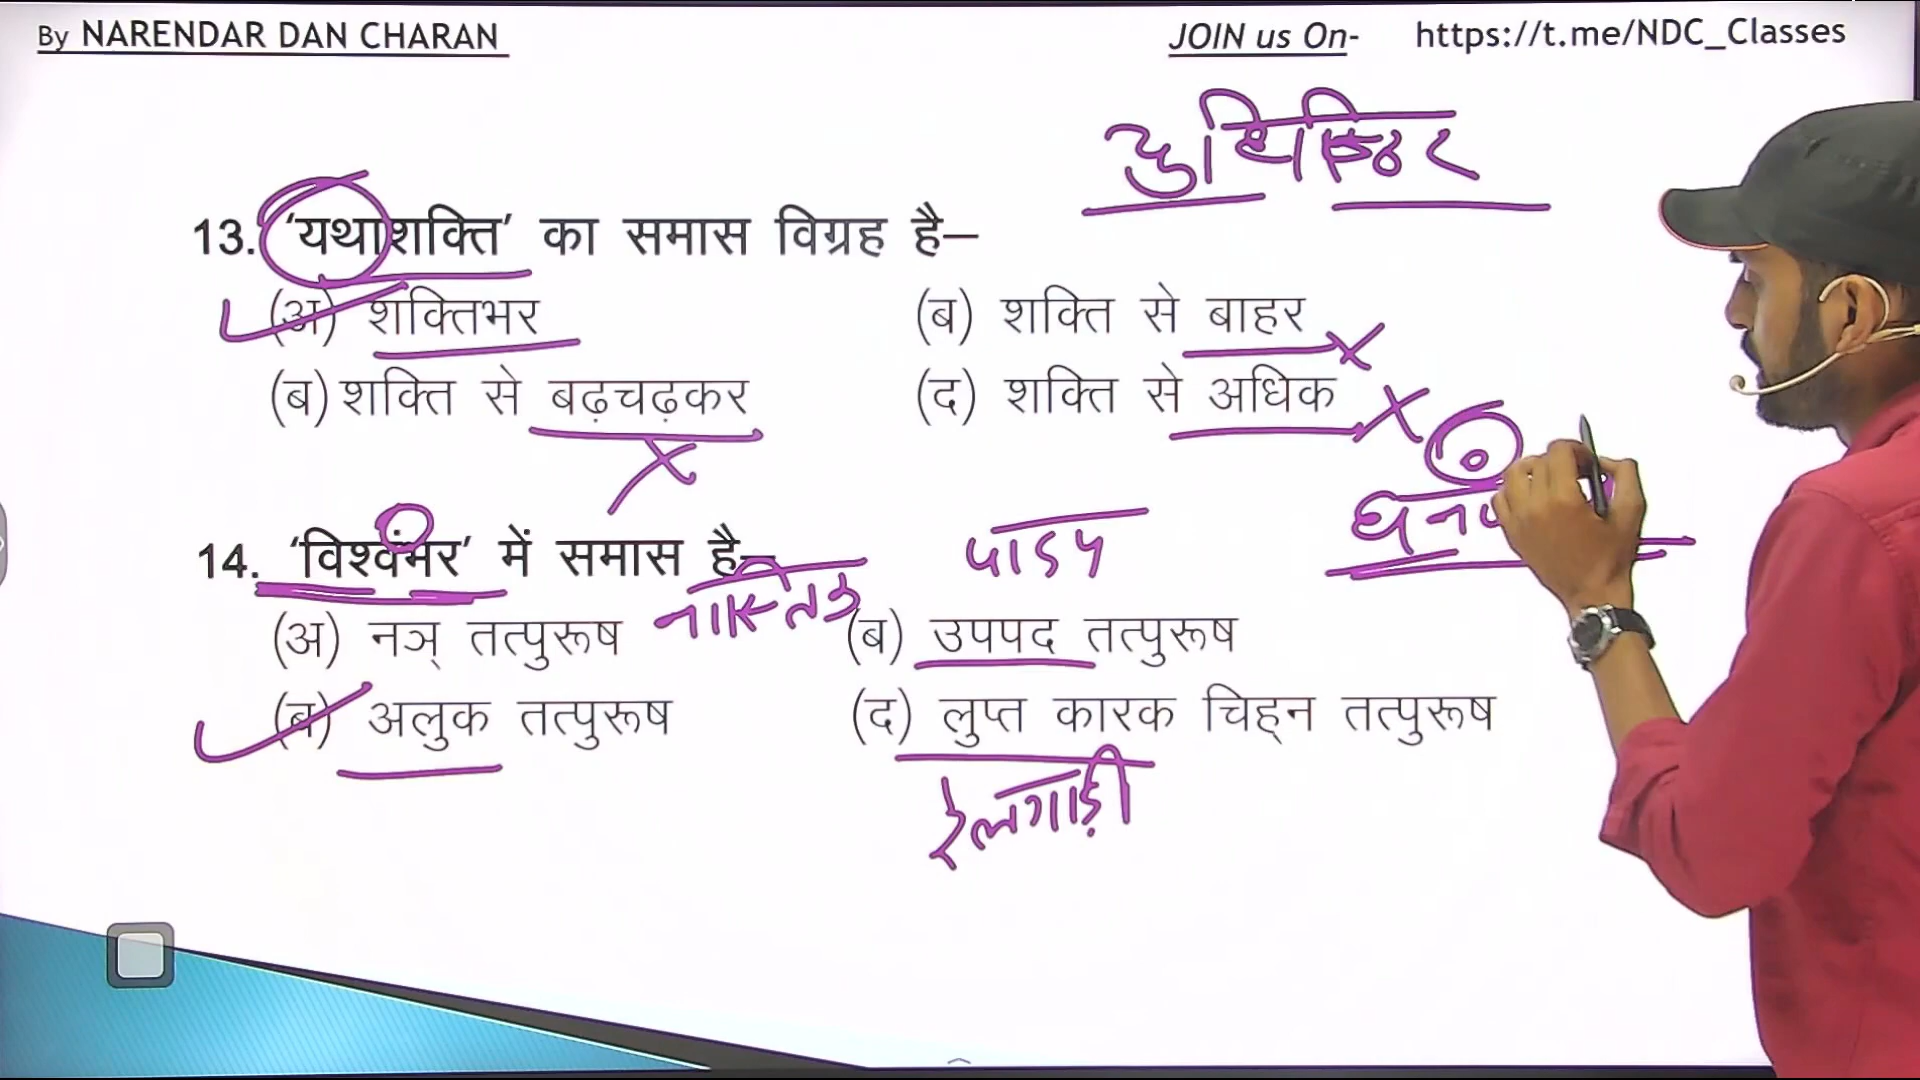 By NARENDAR DAN CHARAN
JOIN us On- https://t.me/NDC_Classes
युधिष्ठिर
13. 'यथाशक्ति' का समास विग्रह है–
(अ) शक्तिभर (ब) शक्ति से बाहर
(ब) शक्ति से बढ़चढ़कर (द) शक्ति से अधिक
14. 'विश्वंभर' में समास है–
नास्तिक
(अ) नञ् तत्पुरूष (ब) उपपद तत्पुरूष
(ब) अलुक तत्पुरूष (द) लुप्त कारक चिह्न तत्पुरूष
रेलगाड़ी